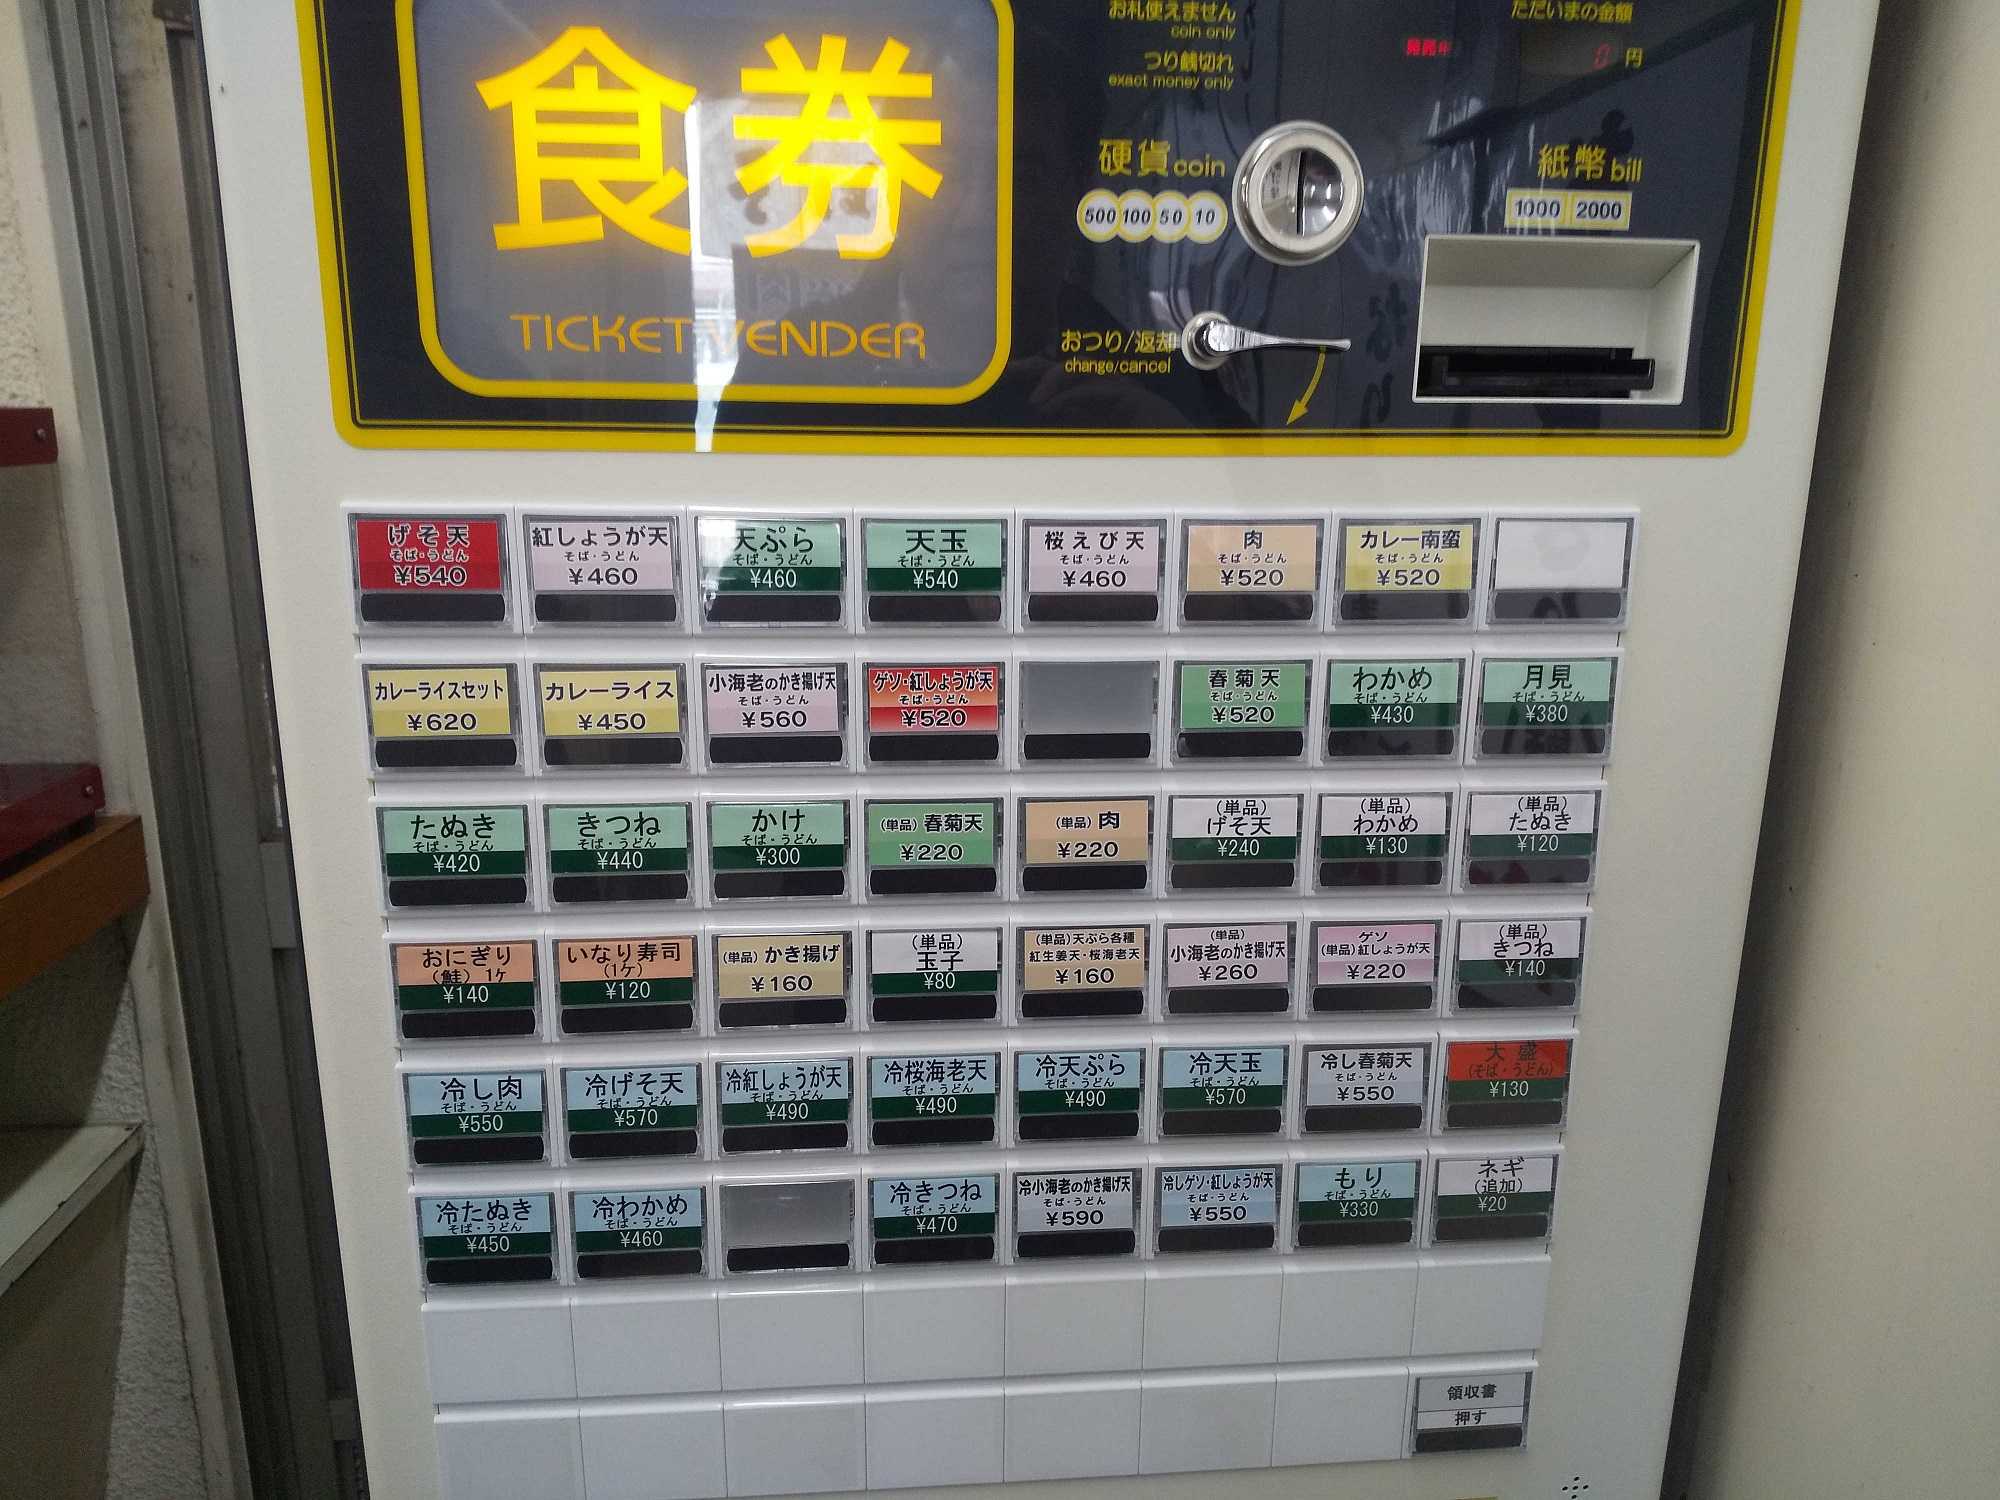 お札使えません
coin only
つり銭切れ
exact money only
ただいまの金額
発売中
0 円
食券
TICKET VENDER
硬貨 coin
500 100 50 10
紙幣 bill
1000 2000
おつり/返却
change/cancel
げそ天
そば・うどん
¥540
紅しょうが天
そば・うどん
¥460
天ぷら
そば・うどん
¥460
天玉
そば・うどん
¥540
桜えび天
そば・うどん
¥460
肉
そば・うどん
¥520
カレー南蛮
そば・うどん
¥520
カレーライスセット
¥620
カレーライス
¥450
小海老のかき揚げ天
そば・うどん
¥560
ゲソ・紅しょうが天
そば・うどん
¥520
春菊天
そば・うどん
¥520
わかめ
そば・うどん
¥430
月見
そば・うどん
¥380
たぬき
そば・うどん
¥420
きつね
そば・うどん
¥440
かけ
そば・うどん
¥300
(単品) 春菊天
¥220
(単品) 肉
¥220
(単品)
げそ天
¥240
(単品)
わかめ
¥130
(単品)
たぬき
¥120
おにぎり
(鮭) 1ケ
¥140
いなり寿司
(1ケ)
¥120
(単品) かき揚げ
¥160
(単品)
玉子
¥80
(単品)天ぷら各種
紅生姜天・桜海老天
¥160
(単品)
小海老のかき揚げ天
¥260
ゲソ
(単品)紅しょうが天
¥220
(単品)
きつね
¥140
冷し肉
そば・うどん
¥550
冷げそ天
そば・うどん
¥570
冷紅しょうが天
そば・うどん
¥490
冷桜海老天
そば・うどん
¥490
冷天ぷら
そば・うどん
¥490
冷天玉
そば・うどん
¥570
冷し春菊天
そば・うどん
¥550
大盛
(そば・うどん)
¥130
冷たぬき
そば・うどん
¥450
冷わかめ
そば・うどん
¥460
冷きつね
そば・うどん
¥470
冷小海老のかき揚げ天
そば・うどん
¥590
冷しゲソ・紅しょうが天
そば・うどん
¥550
もり
そば・うどん
¥330
ネギ
(追加)
¥20
領収書
押す